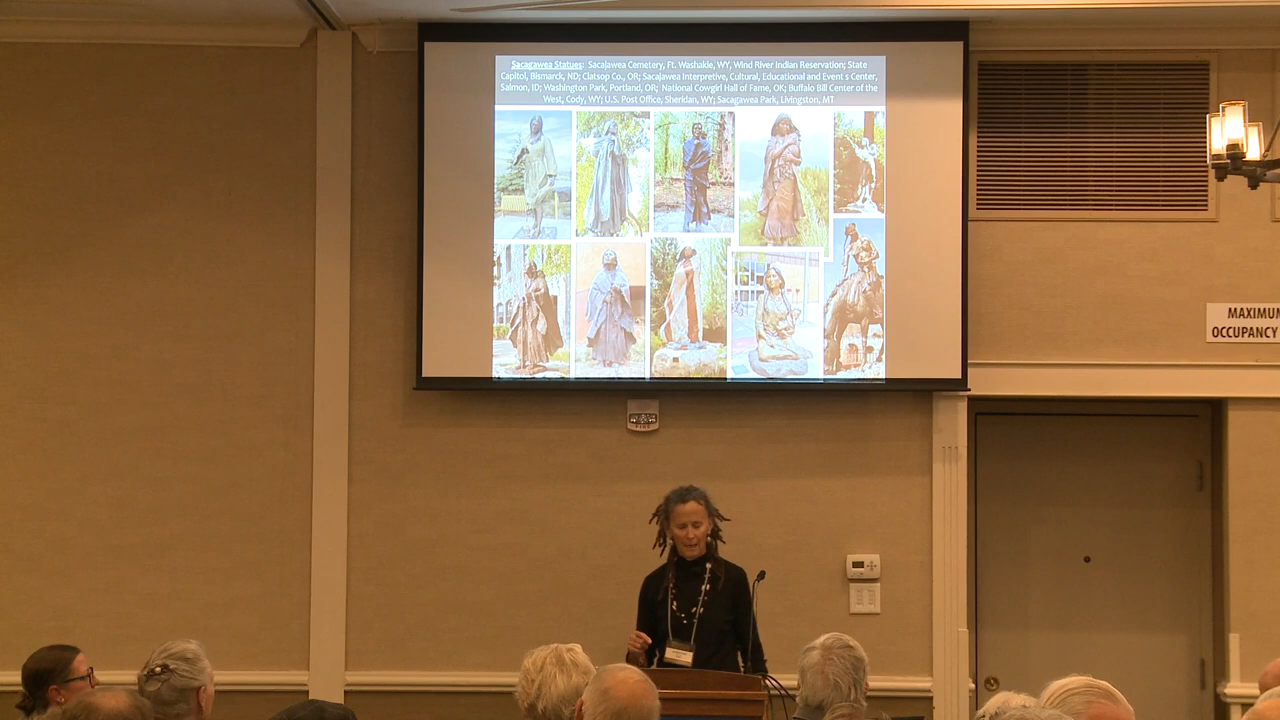 Sacagawea Statues: Sacajawea Cemetery, Ft. Washakie, WY, Wind River Indian Reservation; State
Capitol, Bismarck, ND; Clatsop Co., OR; Sacajawea Interpretive, Cultural, Educational and Event s Center,
Salmon, ID; Washington Park, Portland, OR; National Cowgirl Hall of Fame, OK; Buffalo Bill Center of the
West, Cody, WY; U.S. Post Office, Sheridan, WY; Sacagawea Park, Livingston, MT
MAXIMUM
OCCUPANCY
FIRE